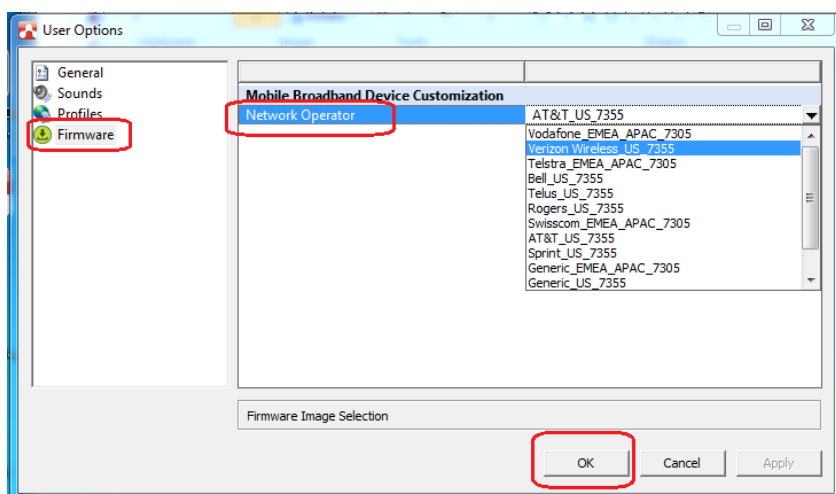 User Options
General
Sounds
Profiles
Firmware
Mobile Broadband Device Customization
Network Operator
AT&T_US_7355
Vodafone_EMEA_APAC_7305
Verizon Wireless_US_7355
Telstra_EMEA_APAC_7305
Bell_US_7355
Telus_US_7355
Rogers_US_7355
Swisscom_EMEA_APAC_7305
AT&T_US_7355
Sprint_US_7355
Generic_EMEA_APAC_7305
Generic_US_7355
Firmware Image Selection
OK Cancel Apply